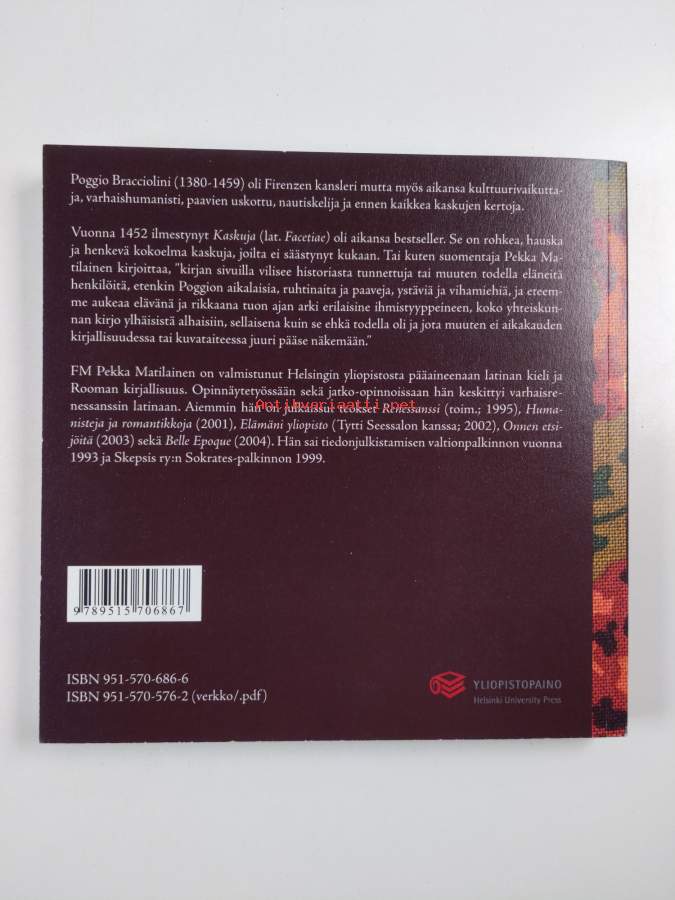 Poggio Bracciolini (1380-1459) oli Firenzen kansleri mutta myös aikansa kulttuurivaikutta-
ja, varhaishumanisti, paavien uskottu, nautiskelija ja ennen kaikkea kaskujen kertoja.
Vuonna 1452 ilmestynyt Kaskuja (lat. Facetiae) oli aikansa bestseller. Se on rohkea, hauska
ja henkevä kokoelma kaskuja, joilta ei säästynyt kukaan. Tai kuten suomentaja Pekka Ma-
tilainen kirjoittaa, ”kirjan sivuilla vilisee historiasta tunnettuja tai muuten todella eläneitä
henkilöitä, etenkin Poggion aikalaisia, ruhtinaita ja paaveja, ystäviä ja vihamiehiä, ja eteem-
me aukeaa elävänä ja rikkaana tuon ajan arki erilaisine ihmistyyppeineen, koko yhteiskun-
nan kirjo ylhäisistä alhaisiin, sellaisena kuin se ehkä todella oli ja jota muuten ei aikakauden
kirjallisuudessa tai kuvataiteessa juuri pääse näkemään.”
FM Pekka Matilainen on valmistunut Helsingin yliopistosta pääaineenaan latinan kieli ja
Rooman kirjallisuus. Opinnäytetyössään sekä jatko-opinnoissaan hän keskittyi varhaisre-
nessanssin latinaan. Aiemmin hän on julkaissut teokset Renessanssi (toim.; 1995), Huma-
nisteja ja romantikkoja (2001), Elämäni yliopisto (Tytti Seessalon kanssa; 2002), Onnen etsi-
jöitä (2003) sekä Belle Epoque (2004). Hän sai tiedonjulkistamisen valtionpalkinnon vuonna
1993 ja Skepsis ry:n Sokrates-palkinnon 1999.
Antikvariaatti.net
9 789515 706867
ISBN 951-570-686-6
ISBN 951-570-576-2 (verkko/.pdf)
YLIOPISTOPAINO
Helsinki University Press